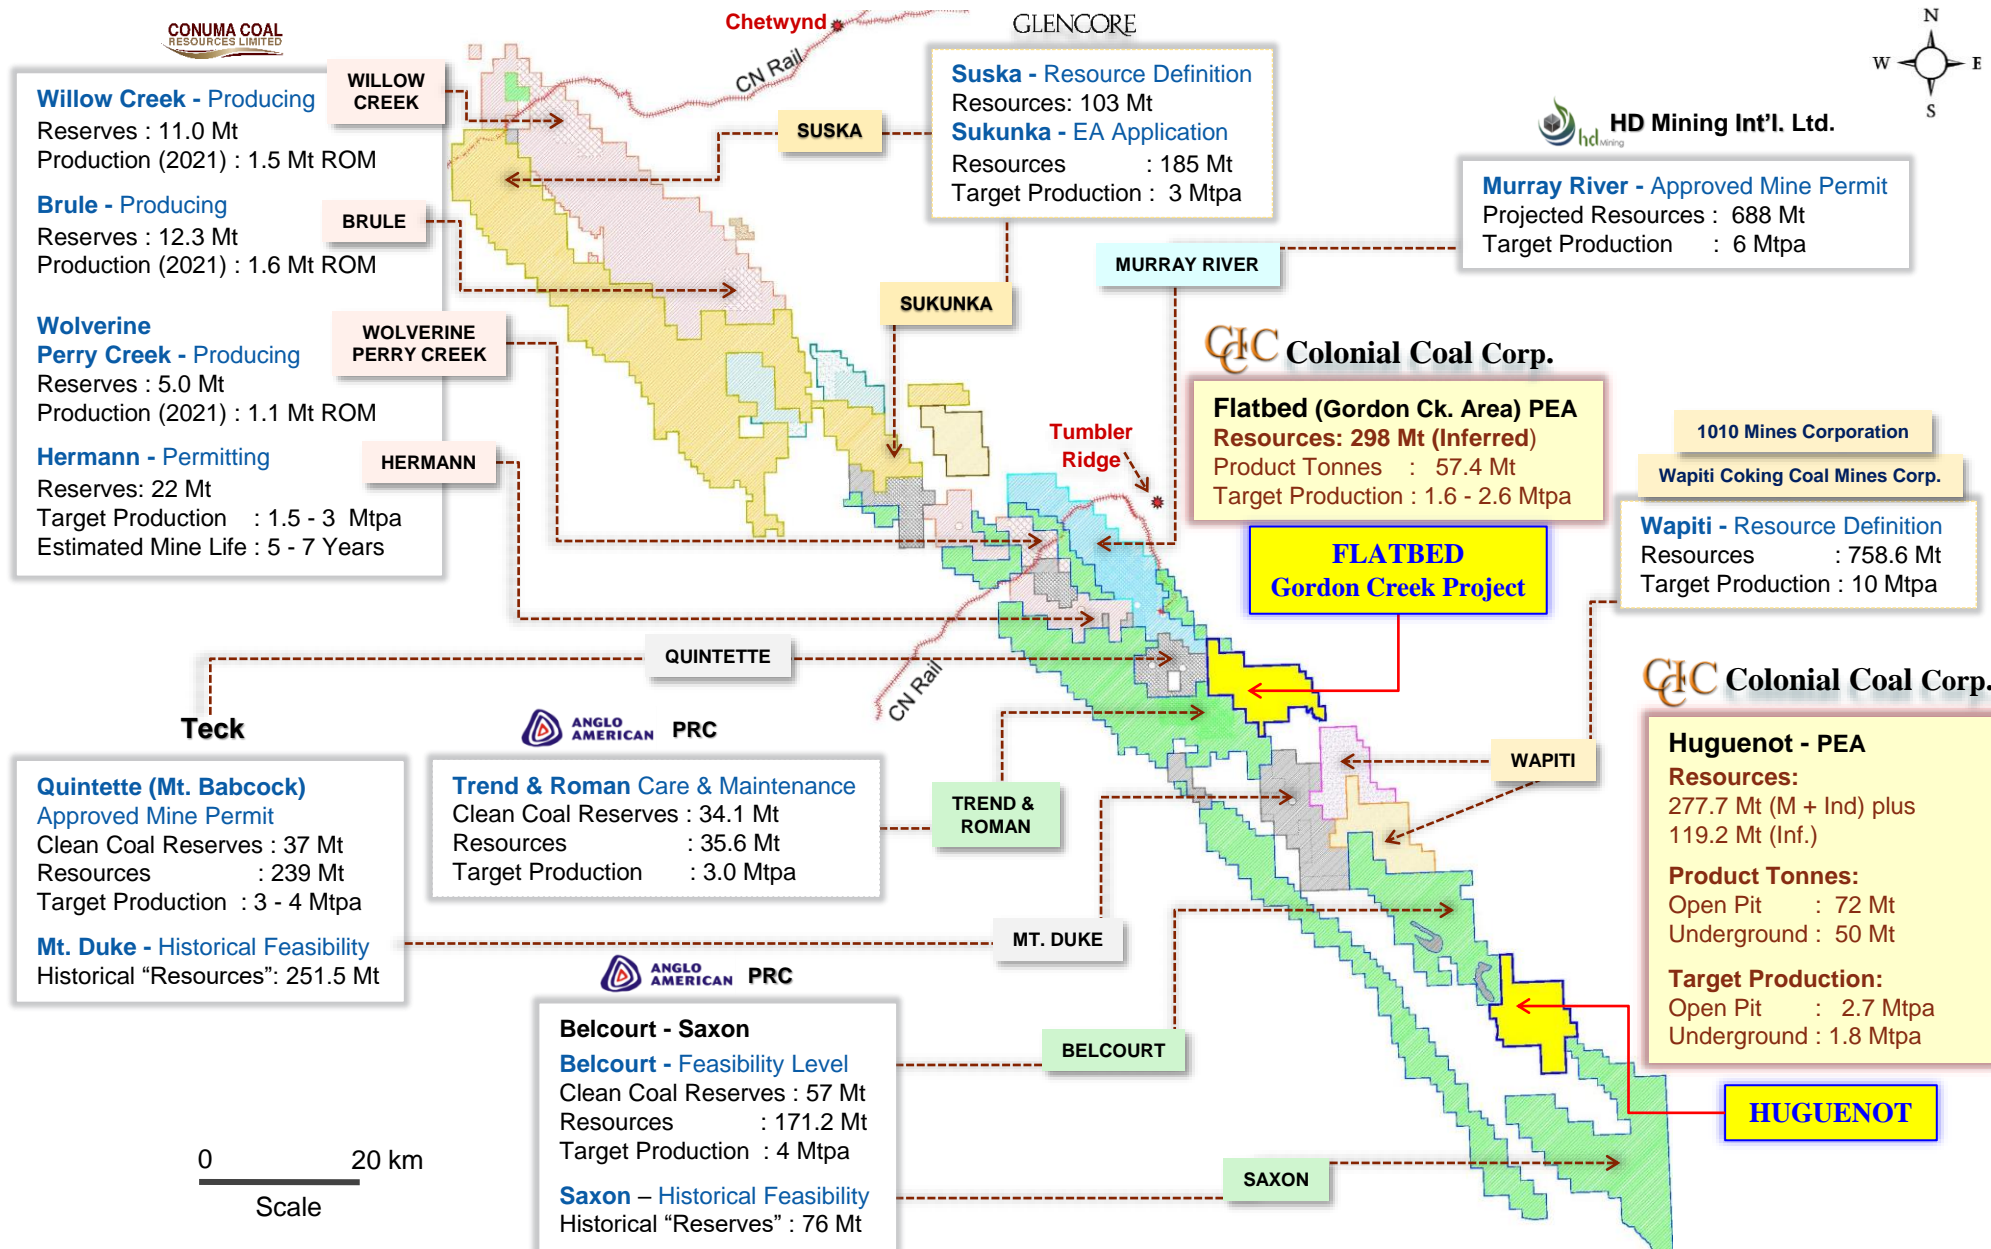 CONUMA COAL
RESOURCES LIMITED
Willow Creek - Producing
Reserves : 11.0 Mt
Production (2021) : 1.5 Mt ROM
Brule - Producing
Reserves : 12.3 Mt
Production (2021) : 1.6 Mt ROM
Wolverine
Perry Creek - Producing
Reserves : 5.0 Mt
Production (2021) : 1.1 Mt ROM
Hermann - Permitting
Reserves: 22 Mt
Target Production : 1.5 - 3 Mtpa
Estimated Mine Life : 5 - 7 Years
WILLOW
CREEK
BRULE
WOLVERINE
PERRY CREEK
HERMANN
Chetwynd
CN Rail
SUSKA
GLENCORE
Suska - Resource Definition
Resources: 103 Mt
Sukunka - EA Application
Resources : 185 Mt
Target Production : 3 Mtpa
SUKUNKA
N
W
E
S
hd Mining
HD Mining Int'l. Ltd.
Murray River - Approved Mine Permit
Projected Resources : 688 Mt
Target Production : 6 Mtpa
MURRAY RIVER
CCIC Colonial Coal Corp.
Flatbed (Gordon Ck. Area) PEA
Resources: 298 Mt (Inferred)
Product Tonnes : 57.4 Mt
Target Production : 1.6 - 2.6 Mtpa
FLATBED
Gordon Creek Project
Tumbler
Ridge
1010 Mines Corporation
Wapiti Coking Coal Mines Corp.
Wapiti - Resource Definition
Resources : 758.6 Mt
Target Production : 10 Mtpa
WAPITI
QUINTETTE
CN Rail
Teck
Quintette (Mt. Babcock)
Approved Mine Permit
Clean Coal Reserves : 37 Mt
Resources : 239 Mt
Target Production : 3 - 4 Mtpa
Mt. Duke - Historical Feasibility
Historical “Resources”: 251.5 Mt
ANGLO
AMERICAN PRC
Trend & Roman Care & Maintenance
Clean Coal Reserves : 34.1 Mt
Resources : 35.6 Mt
Target Production : 3.0 Mtpa
TREND &
ROMAN
MT. DUKE
ANGLO
AMERICAN PRC
Belcourt - Saxon
Belcourt - Feasibility Level
Clean Coal Reserves : 57 Mt
Resources : 171.2 Mt
Target Production : 4 Mtpa
Saxon – Historical Feasibility
Historical “Reserves” : 76 Mt
BELCOURT
SAXON
CCIC Colonial Coal Corp.
Huguenot - PEA
Resources:
277.7 Mt (M + Ind) plus
119.2 Mt (Inf.)
Product Tonnes:
Open Pit : 72 Mt
Underground : 50 Mt
Target Production:
Open Pit : 2.7 Mtpa
Underground : 1.8 Mtpa
HUGUENOT
0 20 km
Scale